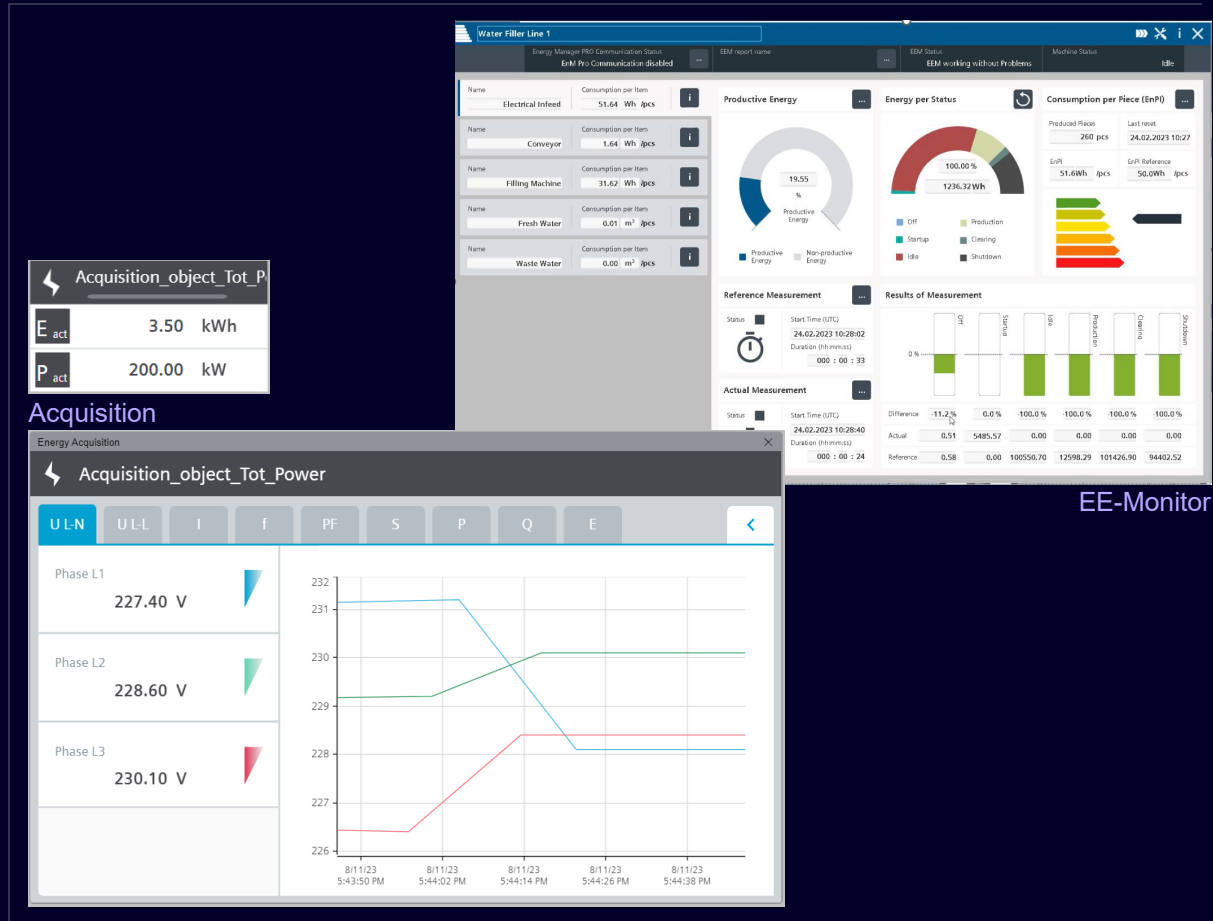 Water Filler Line 1
Energy Manager PRO Communication Status
EnM Pro Communication disabled
...
EEM report name
...
EEM Status
EEM working without Problems
Machine Status
Idle
Name
Consumption per Item
Electrical Infeed
51.64 Wh /pcs
i
Name
Consumption per Item
Conveyor
1.64 Wh /pcs
i
Name
Consumption per Item
Filling Machine
31.62 Wh /pcs
i
Name
Consumption per Item
Fresh Water
0.01 m³ /pcs
i
Name
Consumption per Item
Waste Water
0.00 m³ /pcs
i
Productive Energy
...
19.55
%
Productive
Energy
Productive
Energy
Non-productive
Energy
Energy per Status
100.00 %
1236.32 Wh
Off
Production
Startup
Clearing
Idle
Shutdown
Consumption per Piece (EnPI)
...
Produced Pieces
260 pcs
Last reset
24.02.2023 10:27
EnPI
51.6Wh /pcs
EnPI Reference
50.0Wh /pcs
Reference Measurement
...
Status
Start Time (UTC)
24.02.2023 10:28:02
Duration (hh:mm:ss)
000 : 00 : 33
Actual Measurement
...
Status
Start Time (UTC)
24.02.2023 10:28:40
Duration (hh:mm:ss)
000 : 00 : 24
Results of Measurement
Off
Startup
Idle
Production
Clearing
Shutdown
0 %
Difference -11.2 % 0.0 % -100.0 % -100.0 % -100.0 % -100.0 %
Actual 0.51 5485.57 0.00 0.00 0.00 0.00
Reference 0.58 0.00 100550.70 12598.29 101426.90 94402.52
EE-Monitor
Acquisition_object_Tot_P
E act 3.50 kWh
P act 200.00 kW
Acquisition
Energy Acquisition
Acquisition_object_Tot_Power
U L-N U L-L I f PF S P Q E
Phase L1
227.40 V
Phase L2
228.60 V
Phase L3
230.10 V
232
231
230
229
228
227
226
8/11/23 8/11/23 8/11/23 8/11/23 8/11/23
5:43:50 PM 5:44:02 PM 5:44:14 PM 5:44:26 PM 5:44:38 PM